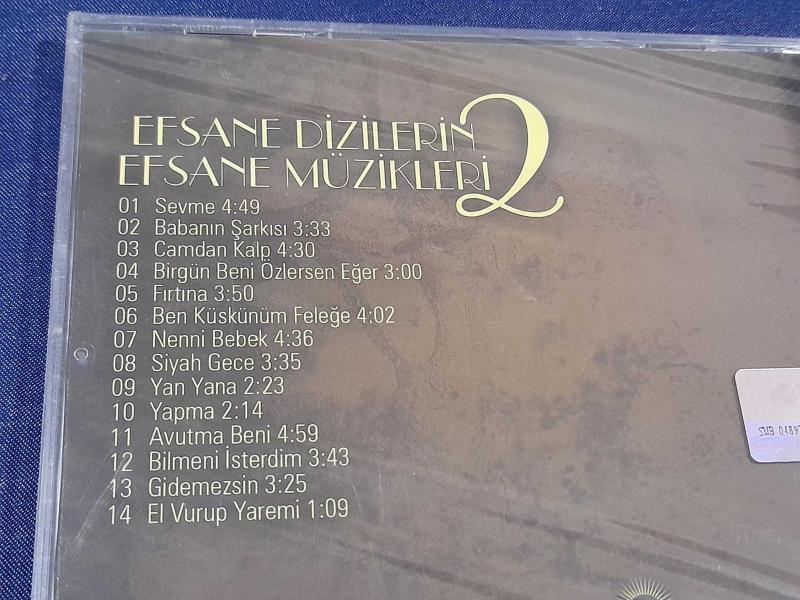 EFSANE DİZİLERİN 2
EFSANE MÜZİKLERİ
01 Sevme 4:49
02 Babanın Şarkısı 3:33
03 Camdan Kalp 4:30
04 Birgün Beni Özlersen Eğer 3:00
05 Fırtına 3:50
06 Ben Küskünüm Feleğe 4:02
07 Nenni Bebek 4:36
08 Siyah Gece 3:35
09 Yan Yana 2:23
10 Yapma 2:14
11 Avutma Beni 4:59
12 Bilmeni İsterdim 3:43
13 Gidemezsin 3:25
14 El Vurup Yaremi 1:09